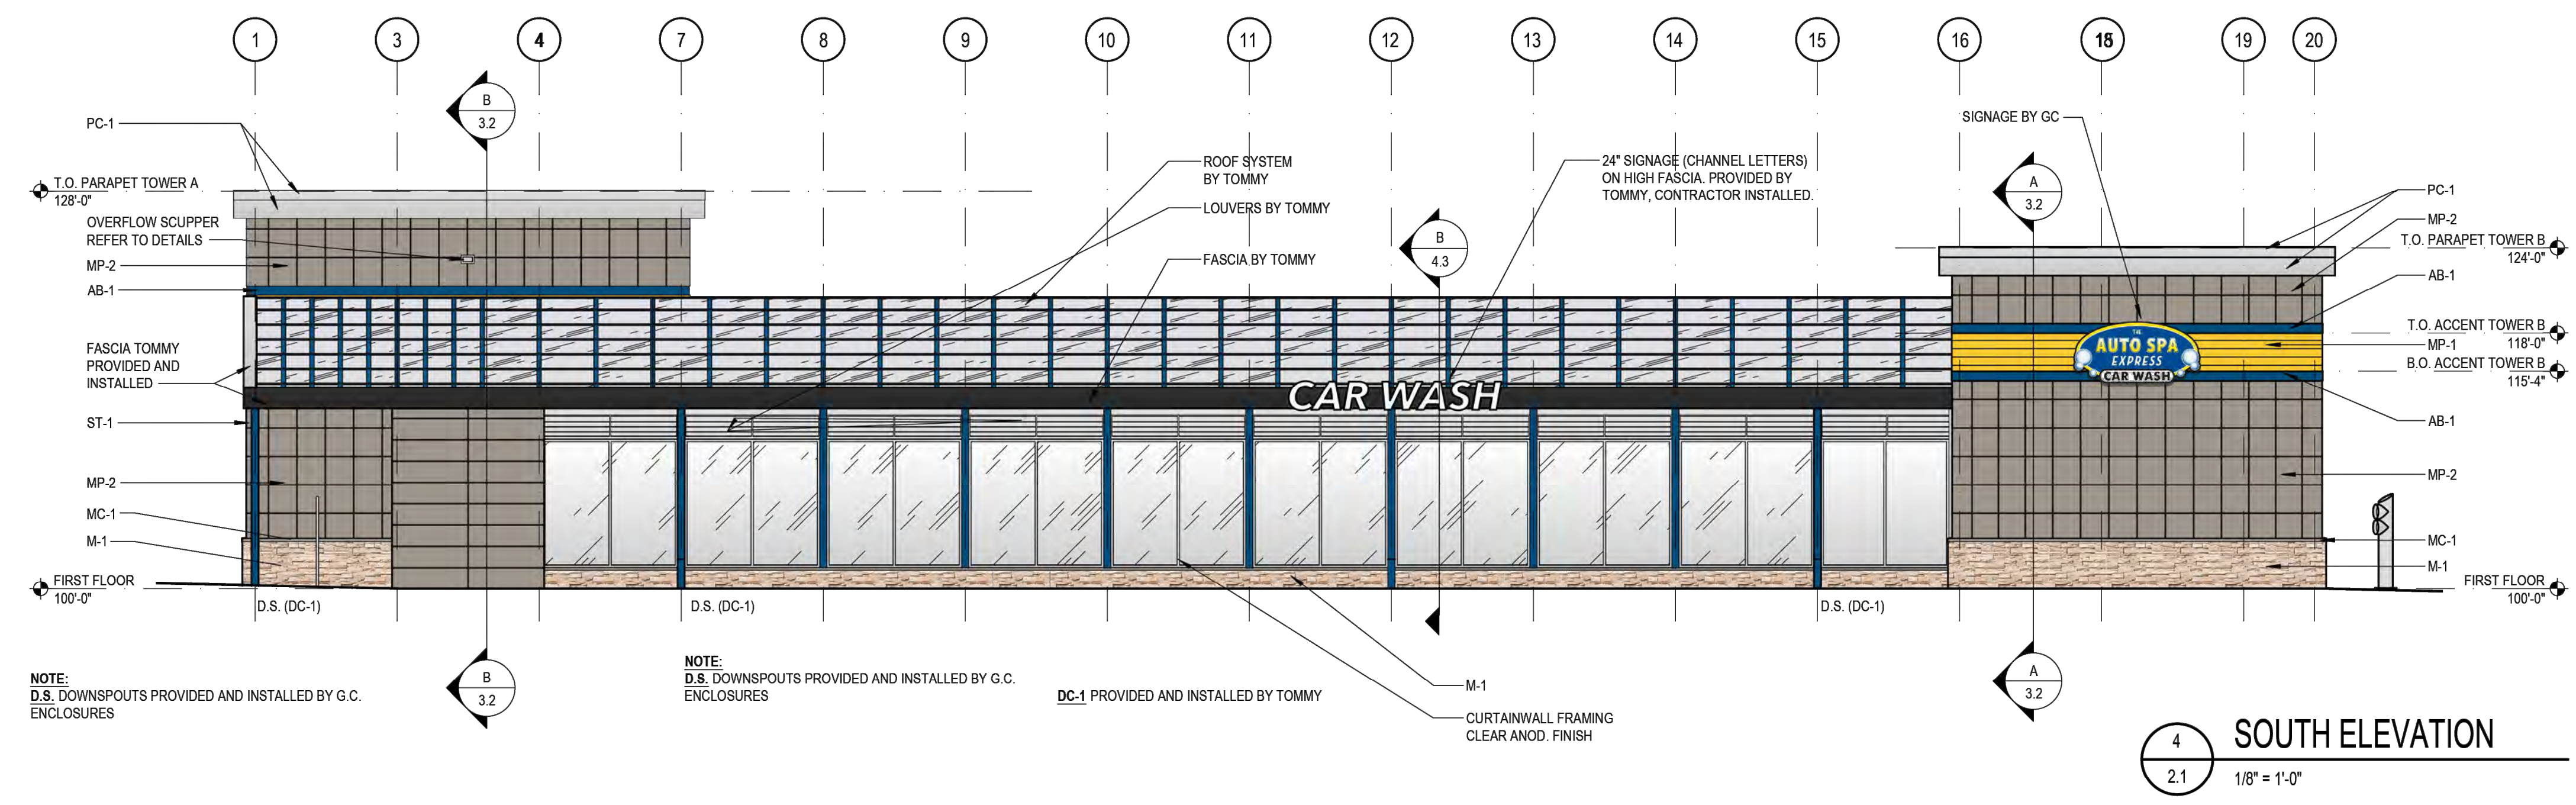 1 3 4 7 8 9 10 11 12 13 14 15 16 18 19 20
B
3.2
PC-1
T.O. PARAPET TOWER A
128'-0"
OVERFLOW SCUPPER
REFER TO DETAILS
MP-2
AB-1
FASCIA TOMMY
PROVIDED AND
INSTALLED
ST-1
MP-2
MC-1
M-1
FIRST FLOOR
100'-0"
ROOF SYSTEM
BY TOMMY
LOUVERS BY TOMMY
FASCIA BY TOMMY
B
4.3
24" SIGNAGE (CHANNEL LETTERS)
ON HIGH FASCIA. PROVIDED BY
TOMMY, CONTRACTOR INSTALLED.
CAR WASH
SIGNAGE BY GC
A
3.2
THE
AUTO SPA
EXPRESS
CAR WASH
PC-1
MP-2
T.O. PARAPET TOWER B
124'-0"
AB-1
T.O. ACCENT TOWER B
118'-0"
MP-1
B.O. ACCENT TOWER B
115'-4"
AB-1
MP-2
MC-1
M-1
FIRST FLOOR
100'-0"
D.S. (DC-1)
D.S. (DC-1)
D.S. (DC-1)
NOTE:
D.S. DOWNSPOUTS PROVIDED AND INSTALLED BY G.C.
ENCLOSURES
B
3.2
NOTE:
D.S. DOWNSPOUTS PROVIDED AND INSTALLED BY G.C.
ENCLOSURES
DC-1 PROVIDED AND INSTALLED BY TOMMY
M-1
CURTAINWALL FRAMING
CLEAR ANOD. FINISH
A
3.2
4
2.1
SOUTH ELEVATION
1/8" = 1'-0"